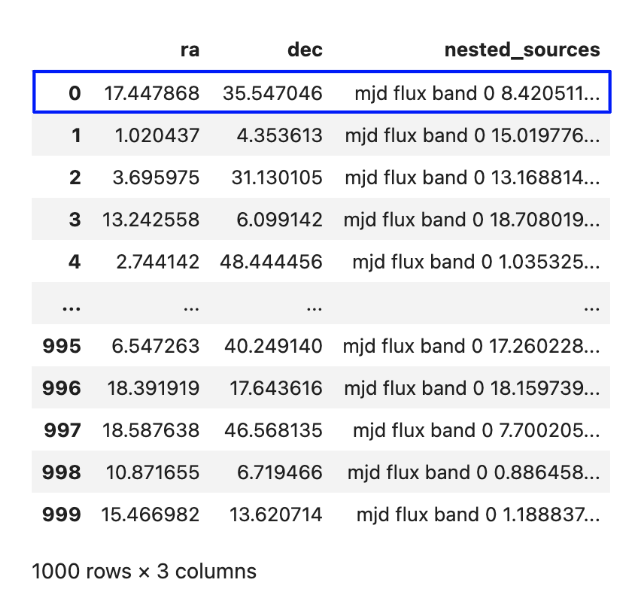 ra dec nested_sources
0 17.447868 35.547046 mjd flux band 0 8.420511...
1 1.020437 4.353613 mjd flux band 0 15.019776...
2 3.695975 31.130105 mjd flux band 0 13.168814...
3 13.242558 6.099142 mjd flux band 0 18.708019...
4 2.744142 48.444456 mjd flux band 0 1.035325...
... ... ... ...
995 6.547263 40.249140 mjd flux band 0 17.260228...
996 18.391919 17.643616 mjd flux band 0 18.159739...
997 18.587638 46.568135 mjd flux band 0 7.700205...
998 10.871655 6.719466 mjd flux band 0 0.886458...
999 15.466982 13.620714 mjd flux band 0 1.188837...
1000 rows × 3 columns